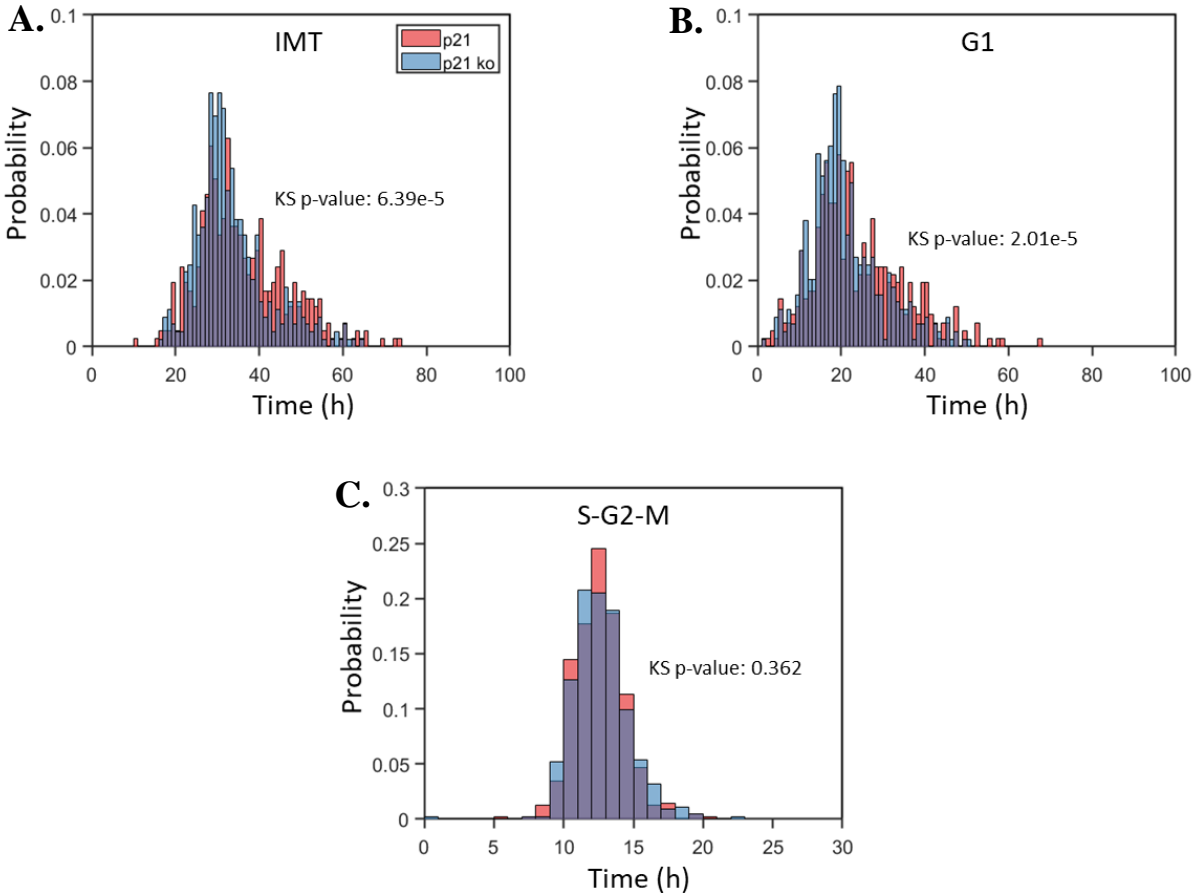 A.
IMT
p21
p21 ko
KS p-value: 6.39e-5
Probability
0.1
0.08
0.06
0.04
0.02
0
0 20 40 60 80 100
Time (h)
B.
G1
KS p-value: 2.01e-5
Probability
0.1
0.08
0.06
0.04
0.02
0
0 20 40 60 80 100
Time (h)
C.
S-G2-M
KS p-value: 0.362
Probability
0.3
0.25
0.2
0.15
0.1
0.05
0
0 5 10 15 20 25 30
Time (h)